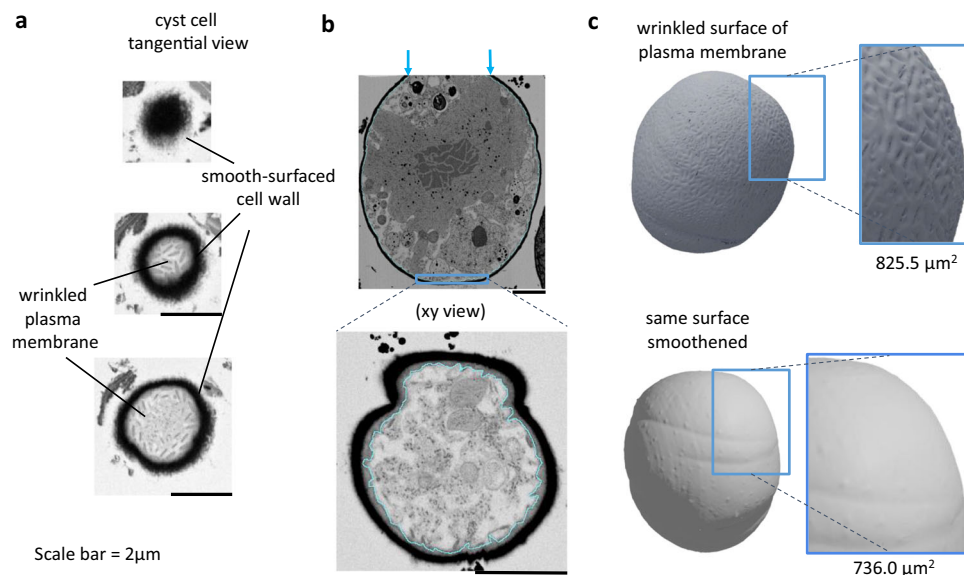 a
cyst cell
tangential view
smooth-surfaced
cell wall
wrinkled
plasma
membrane
Scale bar = 2µm
b
(xy view)
c
wrinkled surface of
plasma membrane
825.5 µm²
same surface
smoothened
736.0 µm²